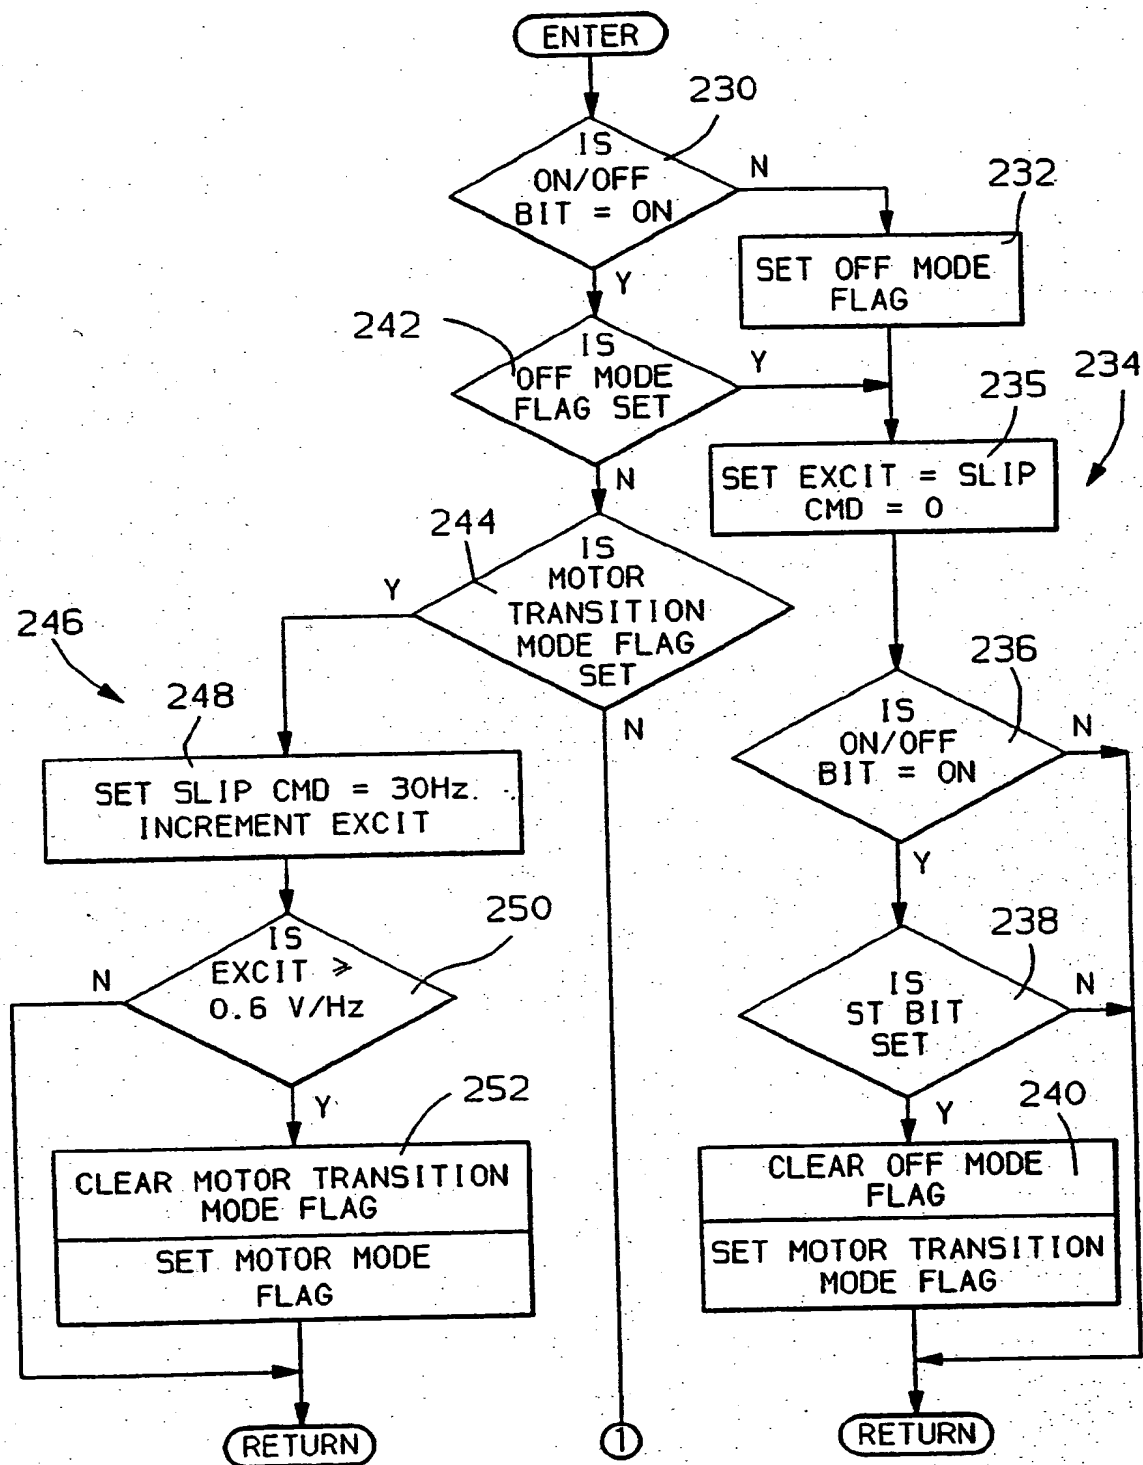 ENTER
230
IS
ON/OFF
BIT = ON
N
Y
232
SET OFF MODE
FLAG
242
IS
OFF MODE
FLAG SET
Y
N
234
235
SET EXCIT = SLIP
CMD = 0
244
IS
MOTOR
TRANSITION
MODE FLAG
SET
Y
N
246
248
SET SLIP CMD = 30Hz.
INCREMENT EXCIT
236
IS
ON/OFF
BIT = ON
N
Y
250
IS
EXCIT ≥
0.6 V/Hz
N
Y
238
IS
ST BIT
SET
N
Y
252
CLEAR MOTOR TRANSITION
MODE FLAG
SET MOTOR MODE
FLAG
240
CLEAR OFF MODE
FLAG
SET MOTOR TRANSITION
MODE FLAG
RETURN
1
RETURN